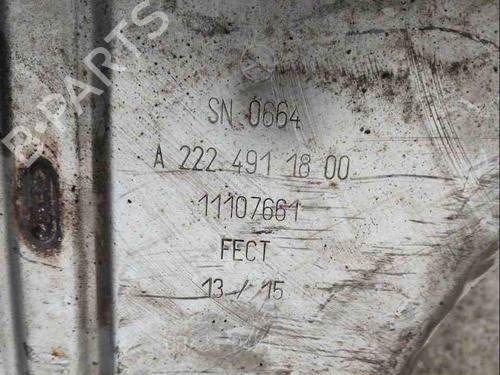 B-PARTS
SN 0664
A 222 491 18 00
11107661
FECT
13 / 15